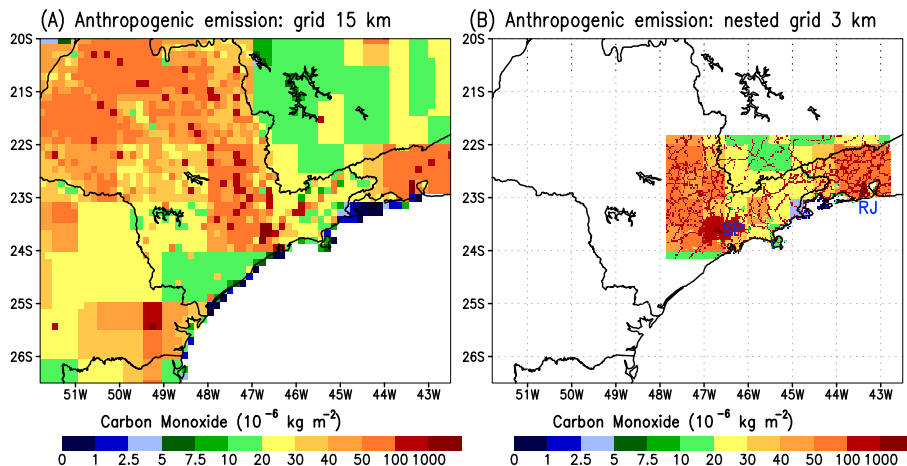 (A) Anthropogenic emission: grid 15 km
20S
21S
22S
23S
24S
25S
26S
51W 50W 49W 48W 47W 46W 45W 44W 43W
Carbon Monoxide (10⁻⁶ kg m⁻²)
0 1 2.5 5 7.5 10 20 30 40 50 100 1000
(B) Anthropogenic emission: nested grid 3 km
20S
21S
22S
23S
24S
25S
26S
RJ
SP
51W 50W 49W 48W 47W 46W 45W 44W 43W
Carbon Monoxide (10⁻⁶ kg m⁻²)
0 1 2.5 5 7.5 10 20 30 40 50 100 1000